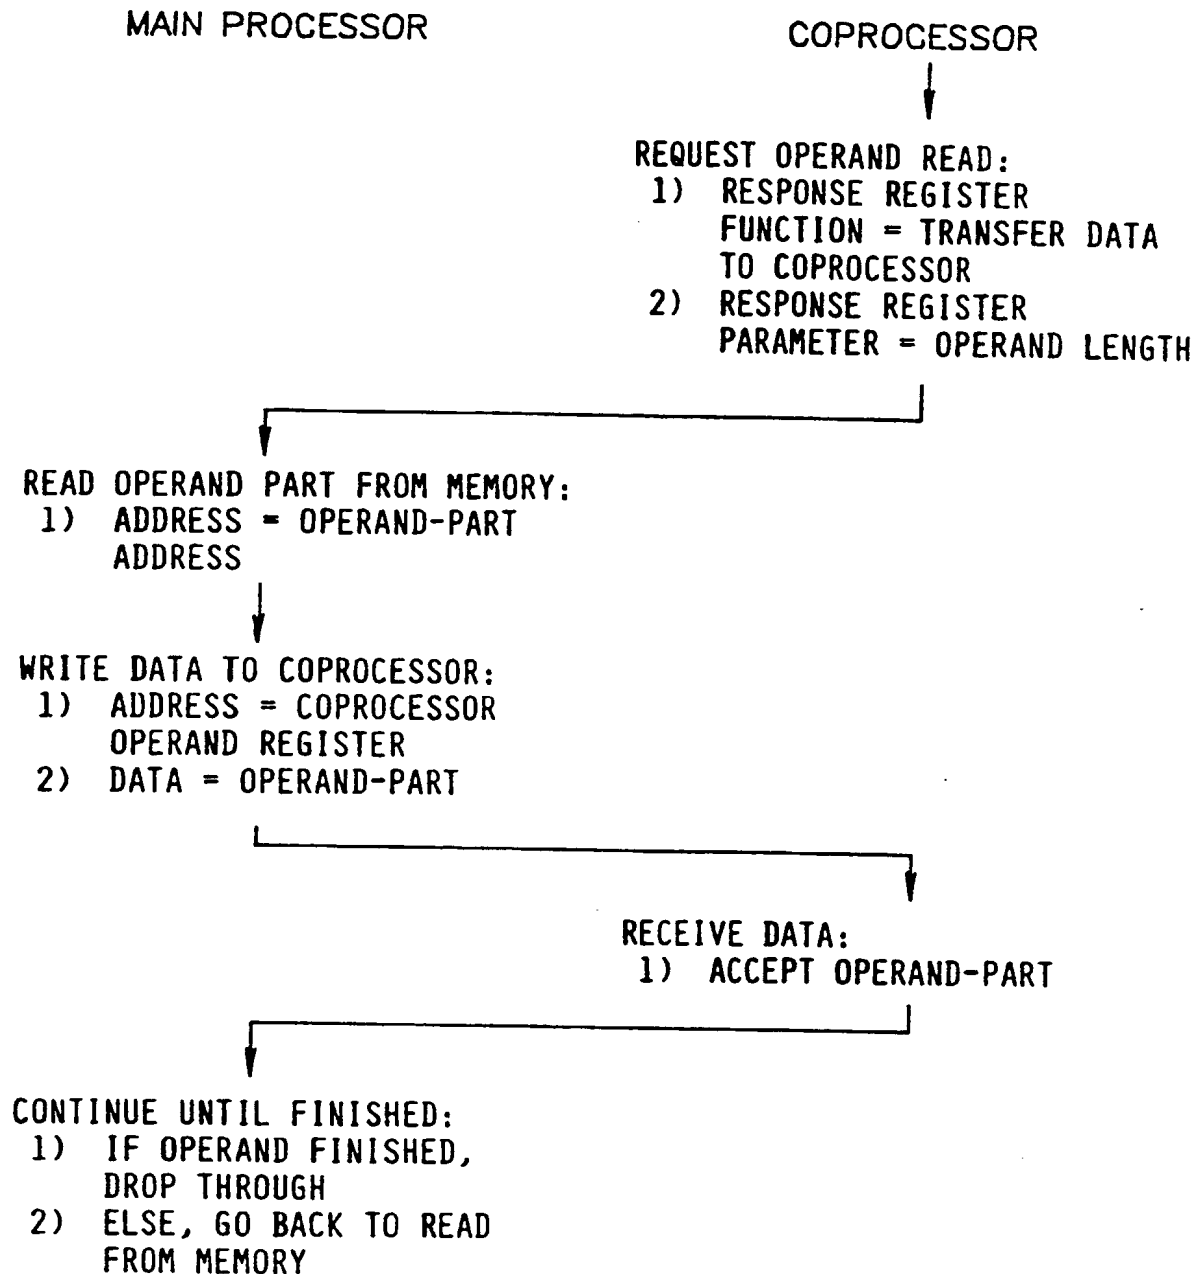 MAIN PROCESSOR
COPROCESSOR
REQUEST OPERAND READ:
1) RESPONSE REGISTER
FUNCTION = TRANSFER DATA
TO COPROCESSOR
2) RESPONSE REGISTER
PARAMETER = OPERAND LENGTH
READ OPERAND PART FROM MEMORY:
1) ADDRESS = OPERAND-PART
ADDRESS
WRITE DATA TO COPROCESSOR:
1) ADDRESS = COPROCESSOR
OPERAND REGISTER
2) DATA = OPERAND-PART
RECEIVE DATA:
1) ACCEPT OPERAND-PART
CONTINUE UNTIL FINISHED:
1) IF OPERAND FINISHED,
DROP THROUGH
2) ELSE, GO BACK TO READ
FROM MEMORY